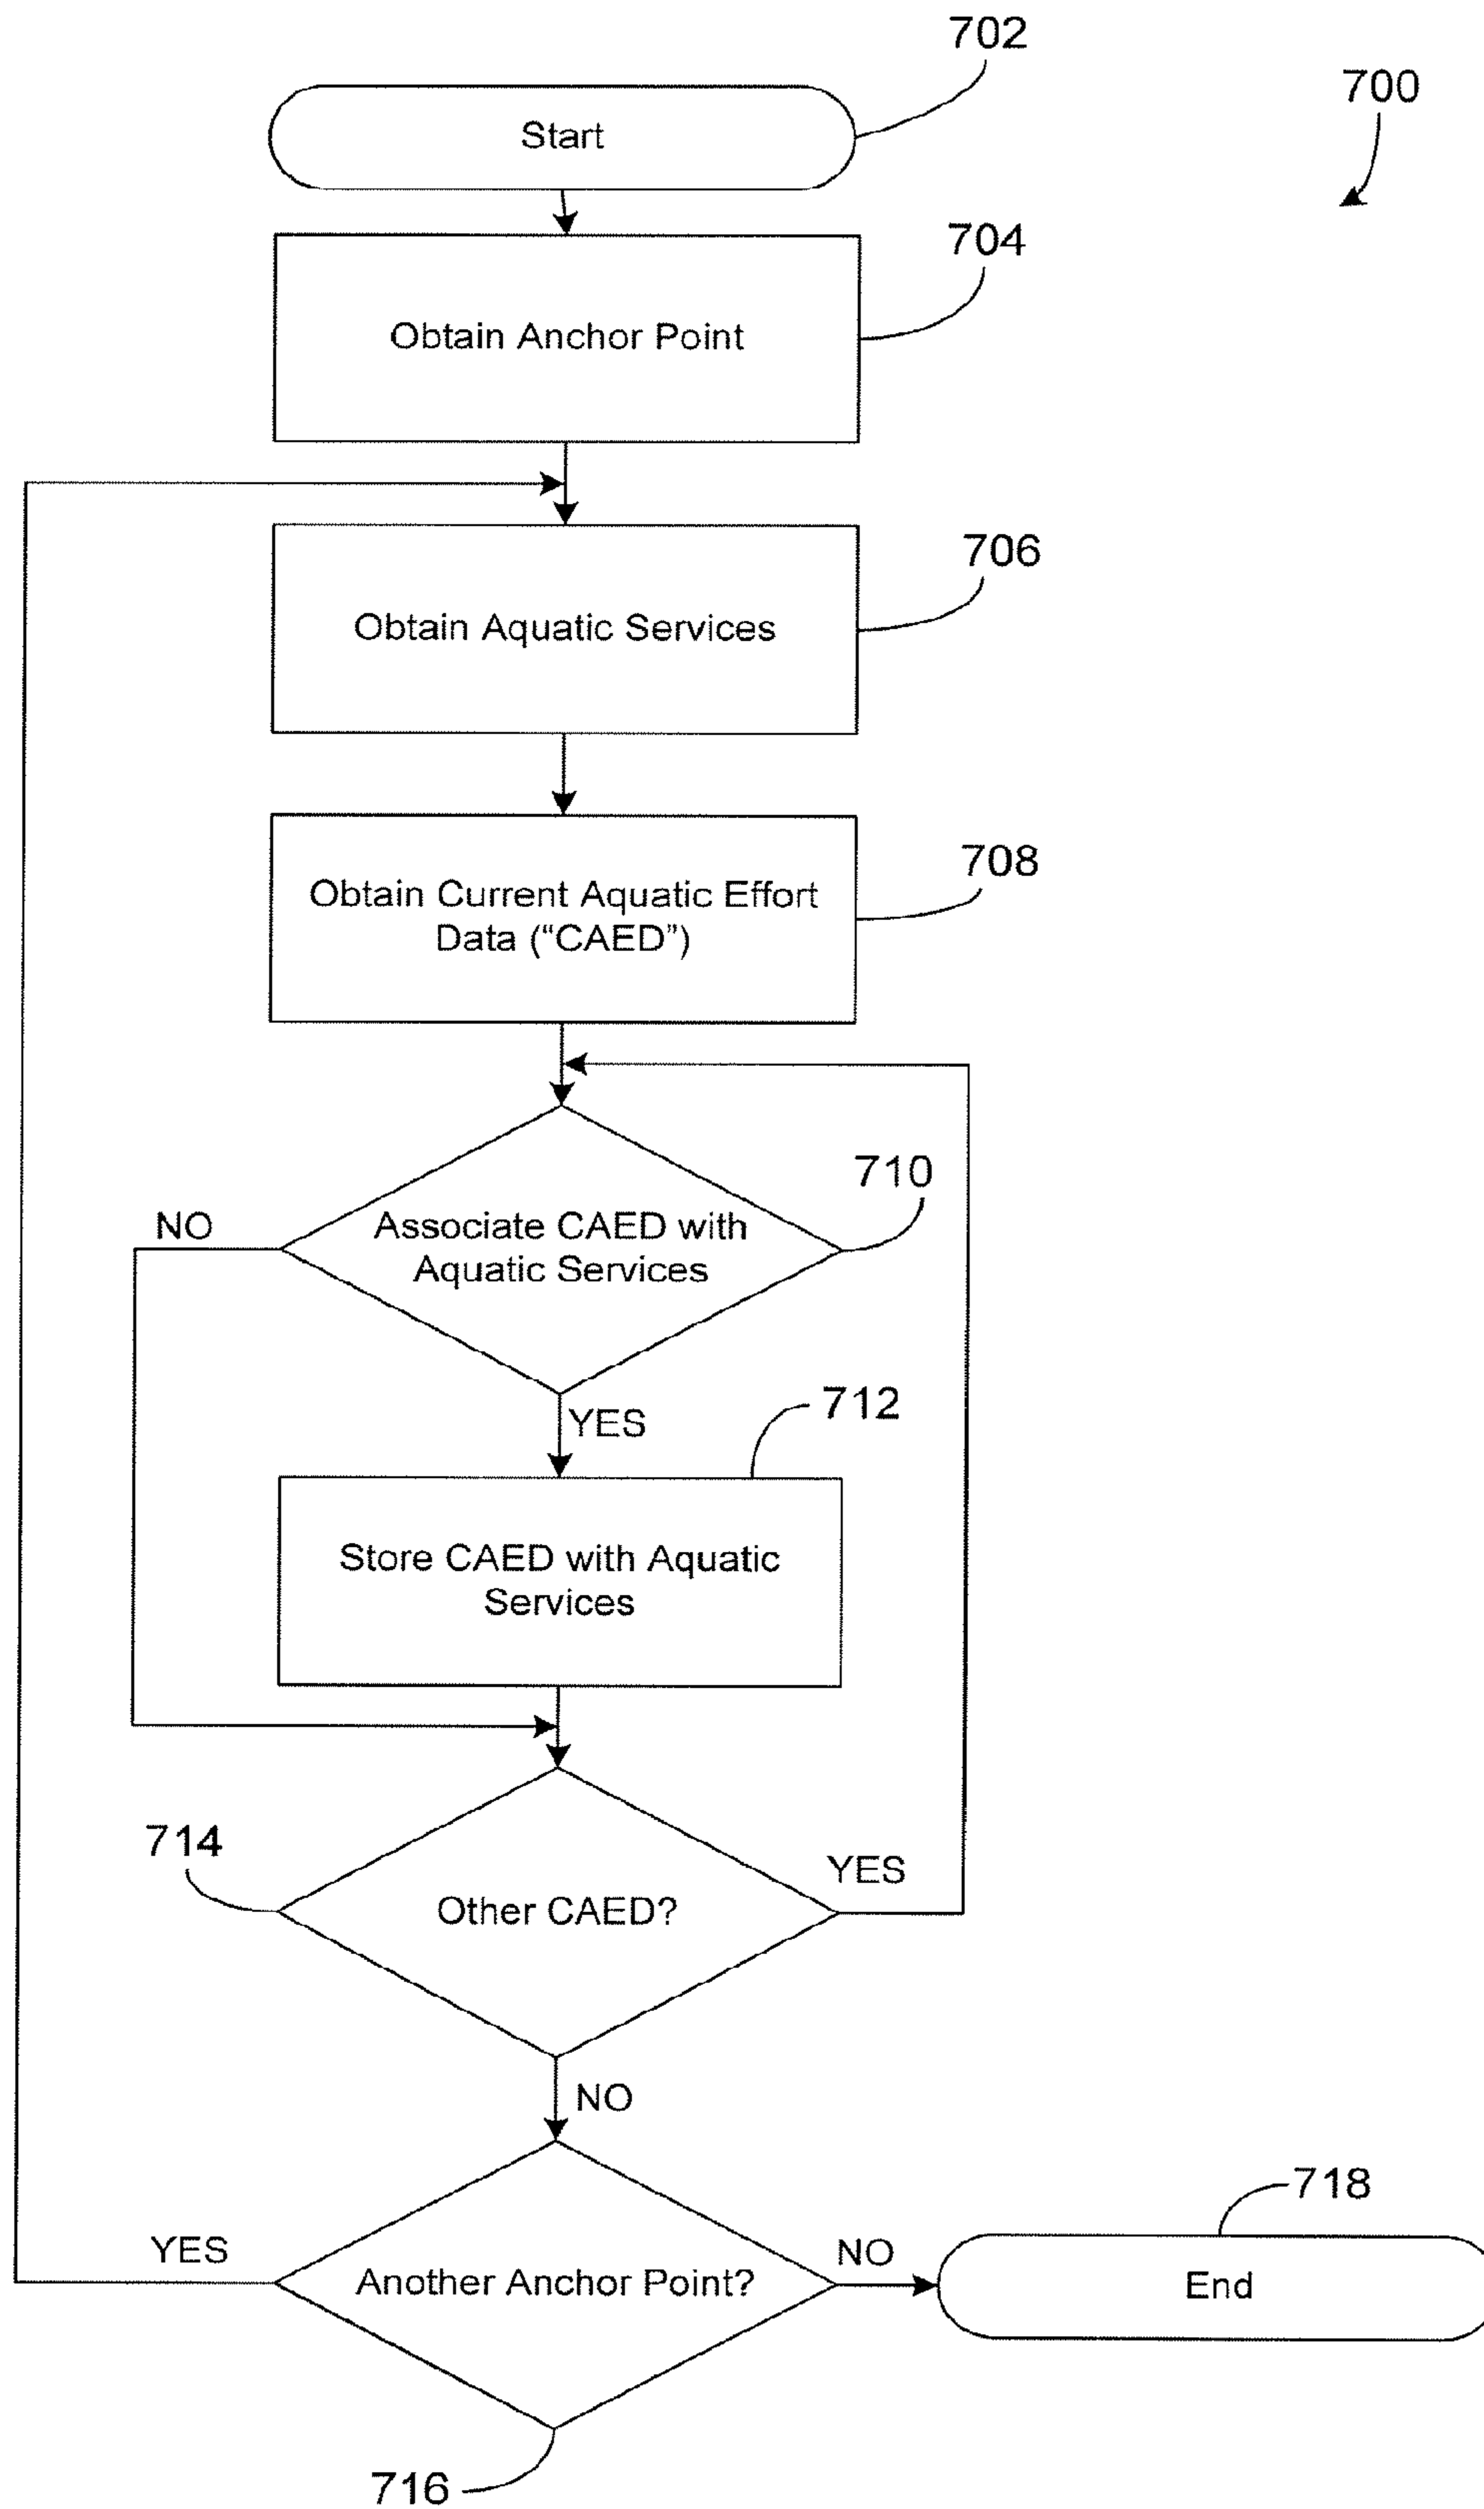 702
700
Start
704
Obtain Anchor Point
706
Obtain Aquatic Services
708
Obtain Current Aquatic Effort
Data (“CAED”)
710
NO
Associate CAED with
Aquatic Services
712
YES
Store CAED with Aquatic
Services
714
YES
Other CAED?
NO
718
YES
NO
Another Anchor Point?
End
716